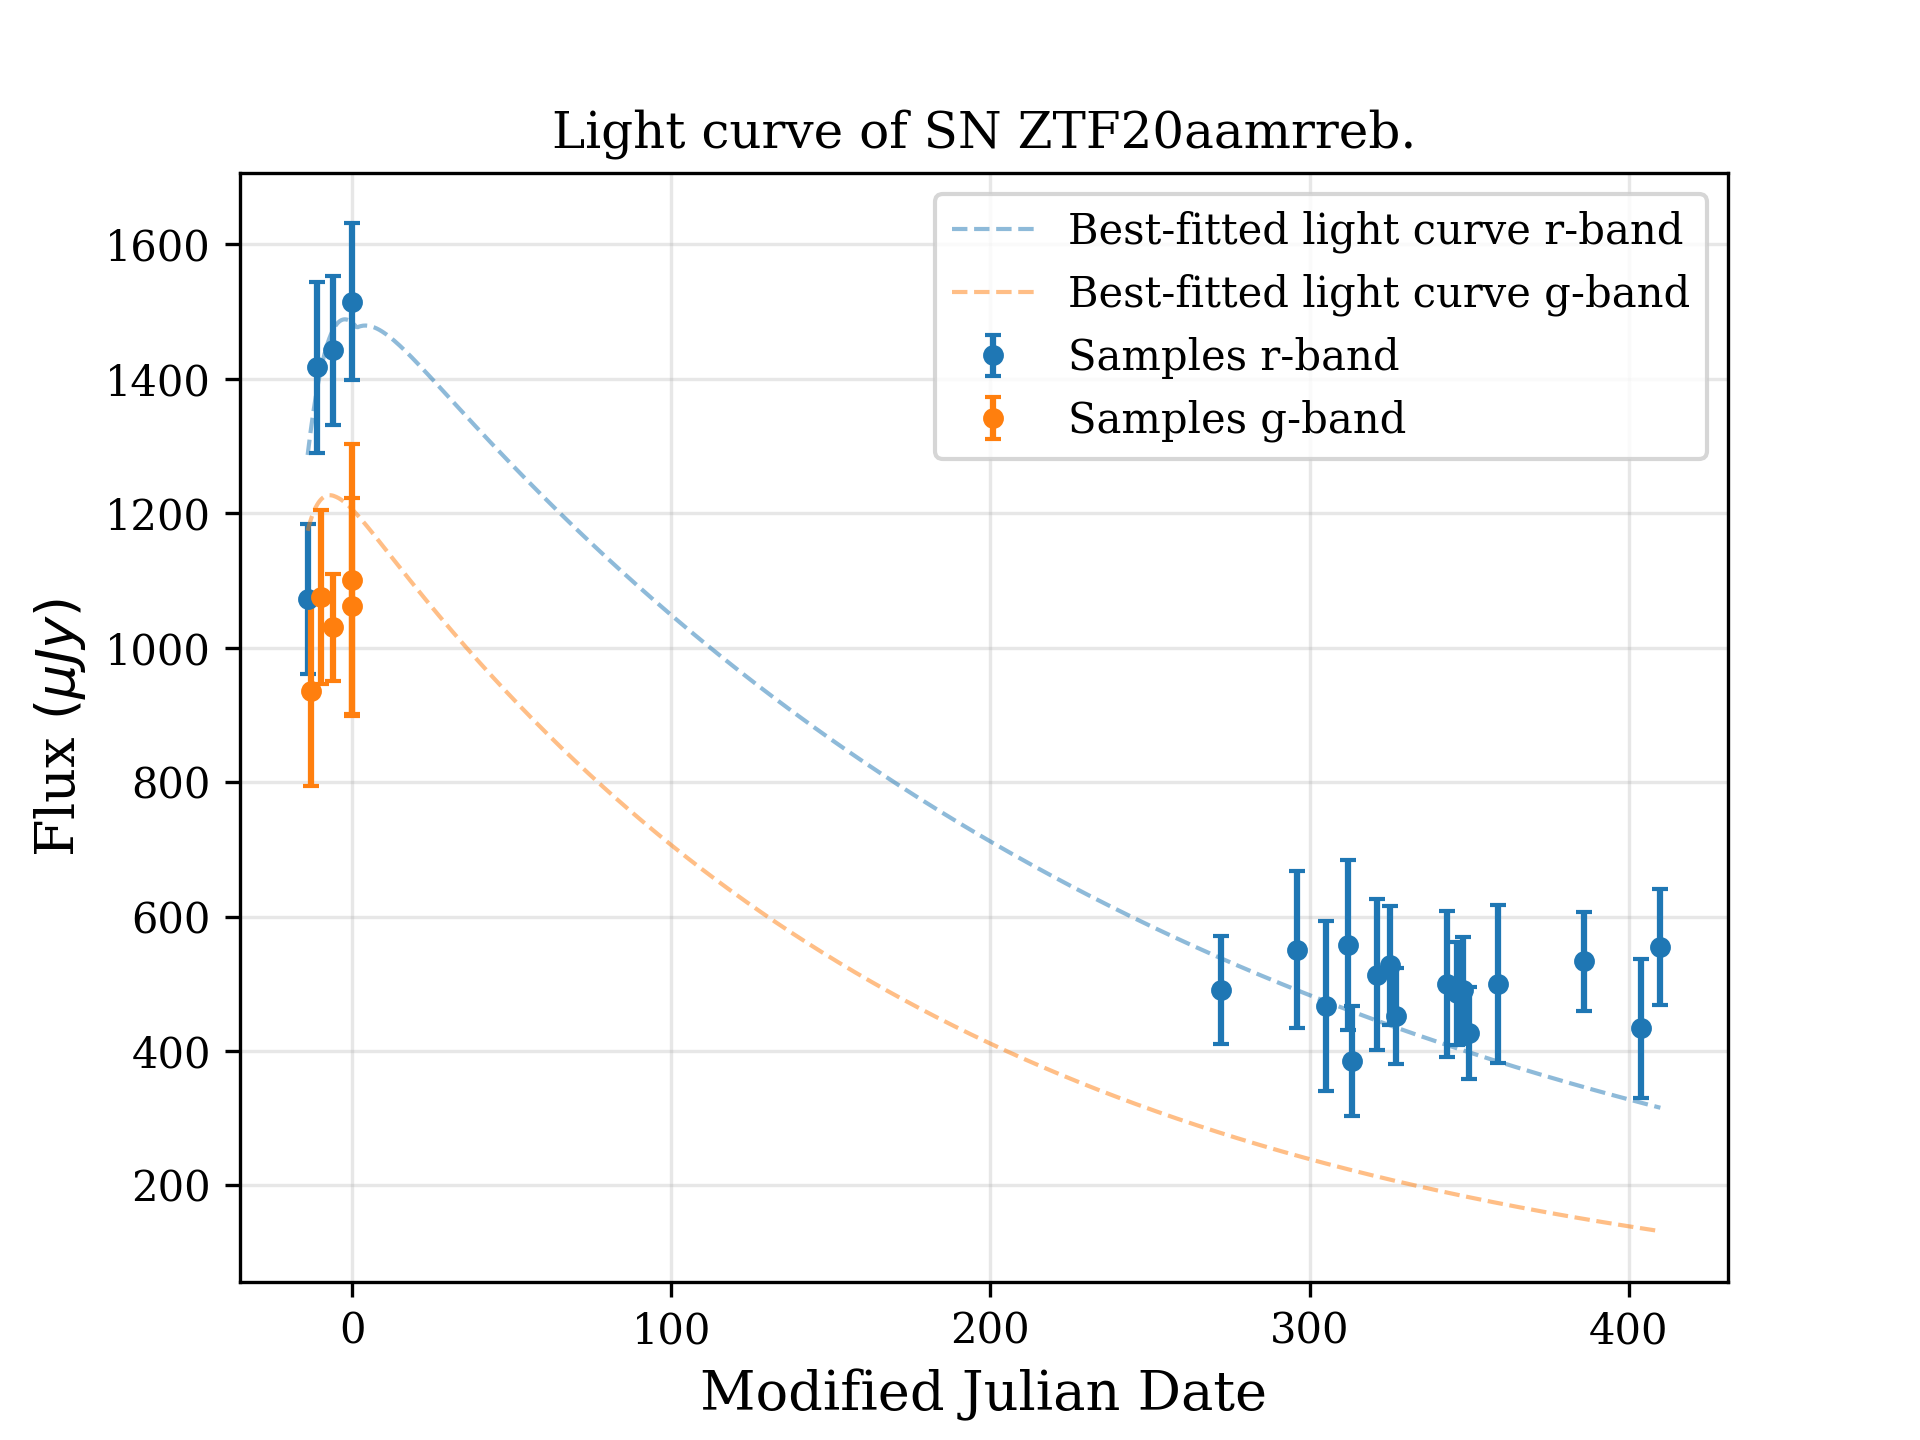 Light curve of SN ZTF20aamrreb.
Best-fitted light curve r-band
Best-fitted light curve g-band
Samples r-band
Samples g-band
1600
1400
1200
1000
800
600
400
200
Flux (μJy)
0
100
200
300
400
Modified Julian Date